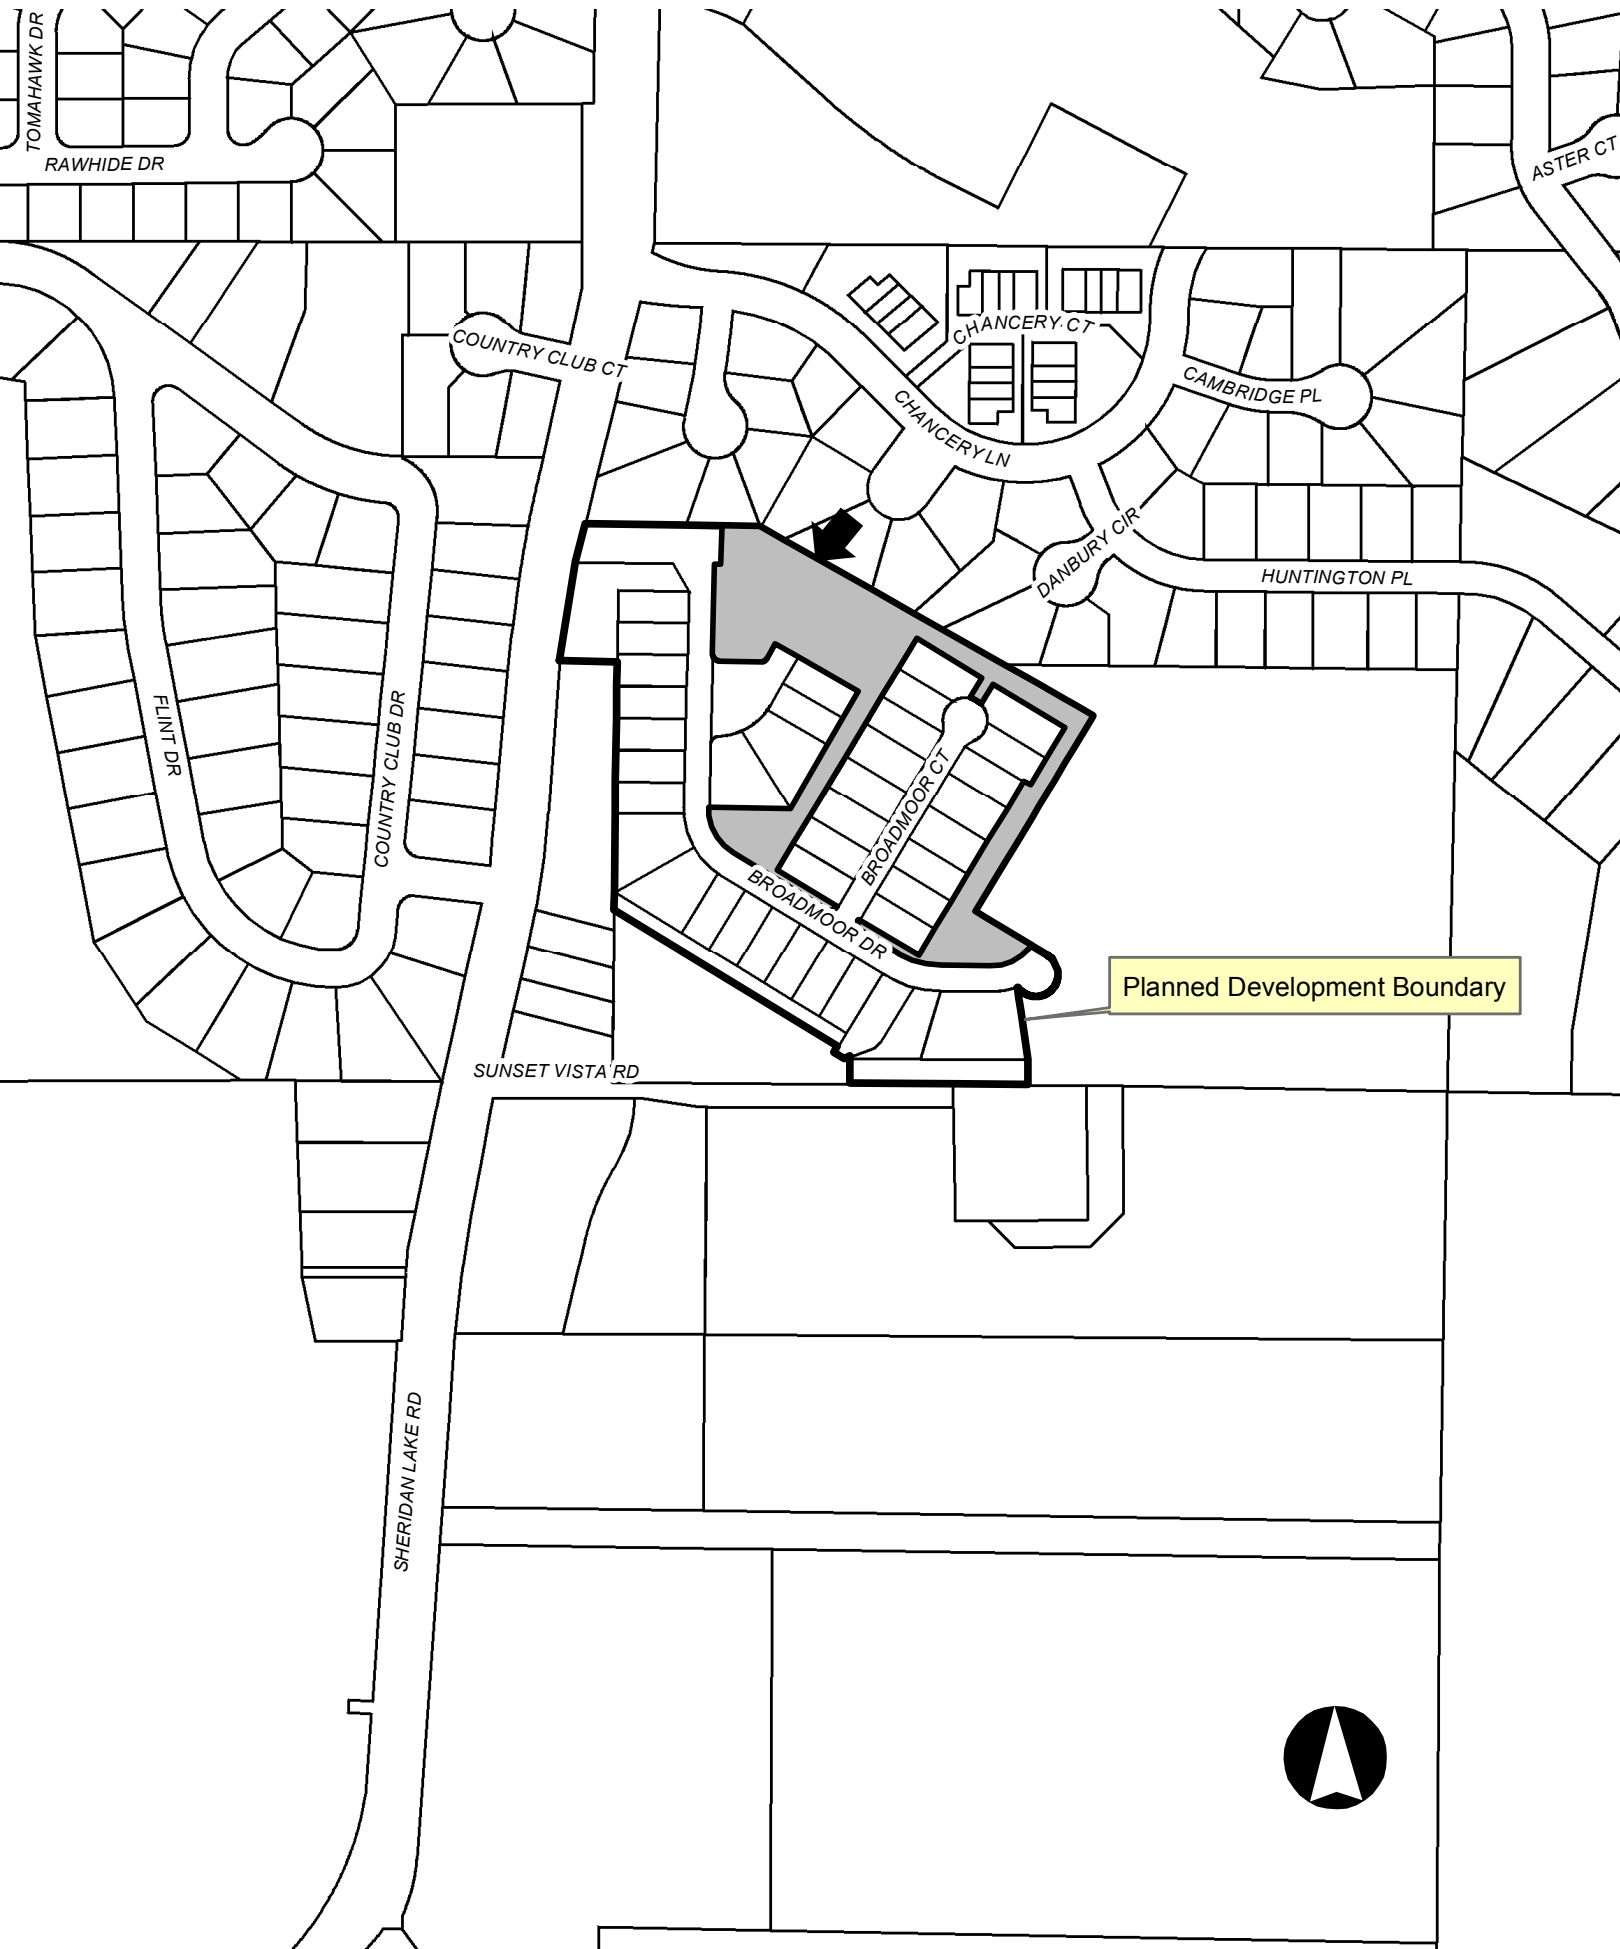 TOMAHAWK DR
RAWHIDE DR
ASTER CT
COUNTRY CLUB CT
CHANCERY CT
CAMBRIDGE PL
CHANCERY LN
DANBURY CIR
HUNTINGTON PL
FLINT DR
COUNTRY CLUB DR
BROADMOOR CT
BROADMOOR DR
Planned Development Boundary
SUNSET VISTA RD
SHERIDAN LAKE RD